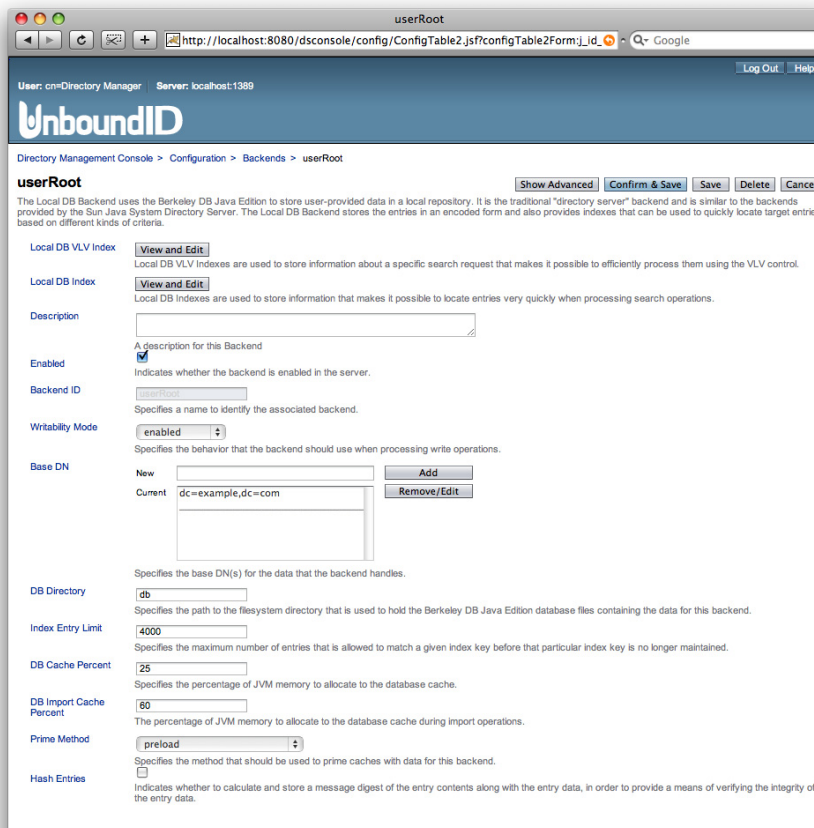 userRoot
http://localhost:8080/dsconsole/config/ConfigTable2.jsf?configTable2Form:j_id_
Google
Log Out Help
User: cn=Directory Manager Server: localhost:1389
UnboundID
Directory Management Console > Configuration > Backends > userRoot
userRoot
Show Advanced Confirm & Save Save Delete Cance
The Local DB Backend uses the Berkeley DB Java Edition to store user-provided data in a local repository. It is the traditional "directory server" backend and is similar to the backends
provided by the Sun Java System Directory Server. The Local DB Backend stores the entries in an encoded form and also provides indexes that can be used to quickly locate target entrie
based on different kinds of criteria.
Local DB VLV Index View and Edit
Local DB VLV Indexes are used to store information about a specific search request that makes it possible to efficiently process them using the VLV control.
Local DB Index View and Edit
Local DB Indexes are used to store information that makes it possible to locate entries very quickly when processing search operations.
Description
A description for this Backend
Enabled
Indicates whether the backend is enabled in the server.
Backend ID userRoot
Specifies a name to identify the associated backend.
Writability Mode enabled
Specifies the behavior that the backend should use when processing write operations.
Base DN
New Add
Current dc=example,dc=com Remove/Edit
Specifies the base DN(s) for the data that the backend handles.
DB Directory db
Specifies the path to the filesystem directory that is used to hold the Berkeley DB Java Edition database files containing the data for this backend.
Index Entry Limit 4000
Specifies the maximum number of entries that is allowed to match a given index key before that particular index key is no longer maintained.
DB Cache Percent 25
Specifies the percentage of JVM memory to allocate to the database cache.
DB Import Cache
Percent 60
The percentage of JVM memory to allocate to the database cache during import operations.
Prime Method preload
Specifies the method that should be used to prime caches with data for this backend.
Hash Entries
Indicates whether to calculate and store a message digest of the entry contents along with the entry data, in order to provide a means of verifying the integrity of
the entry data.